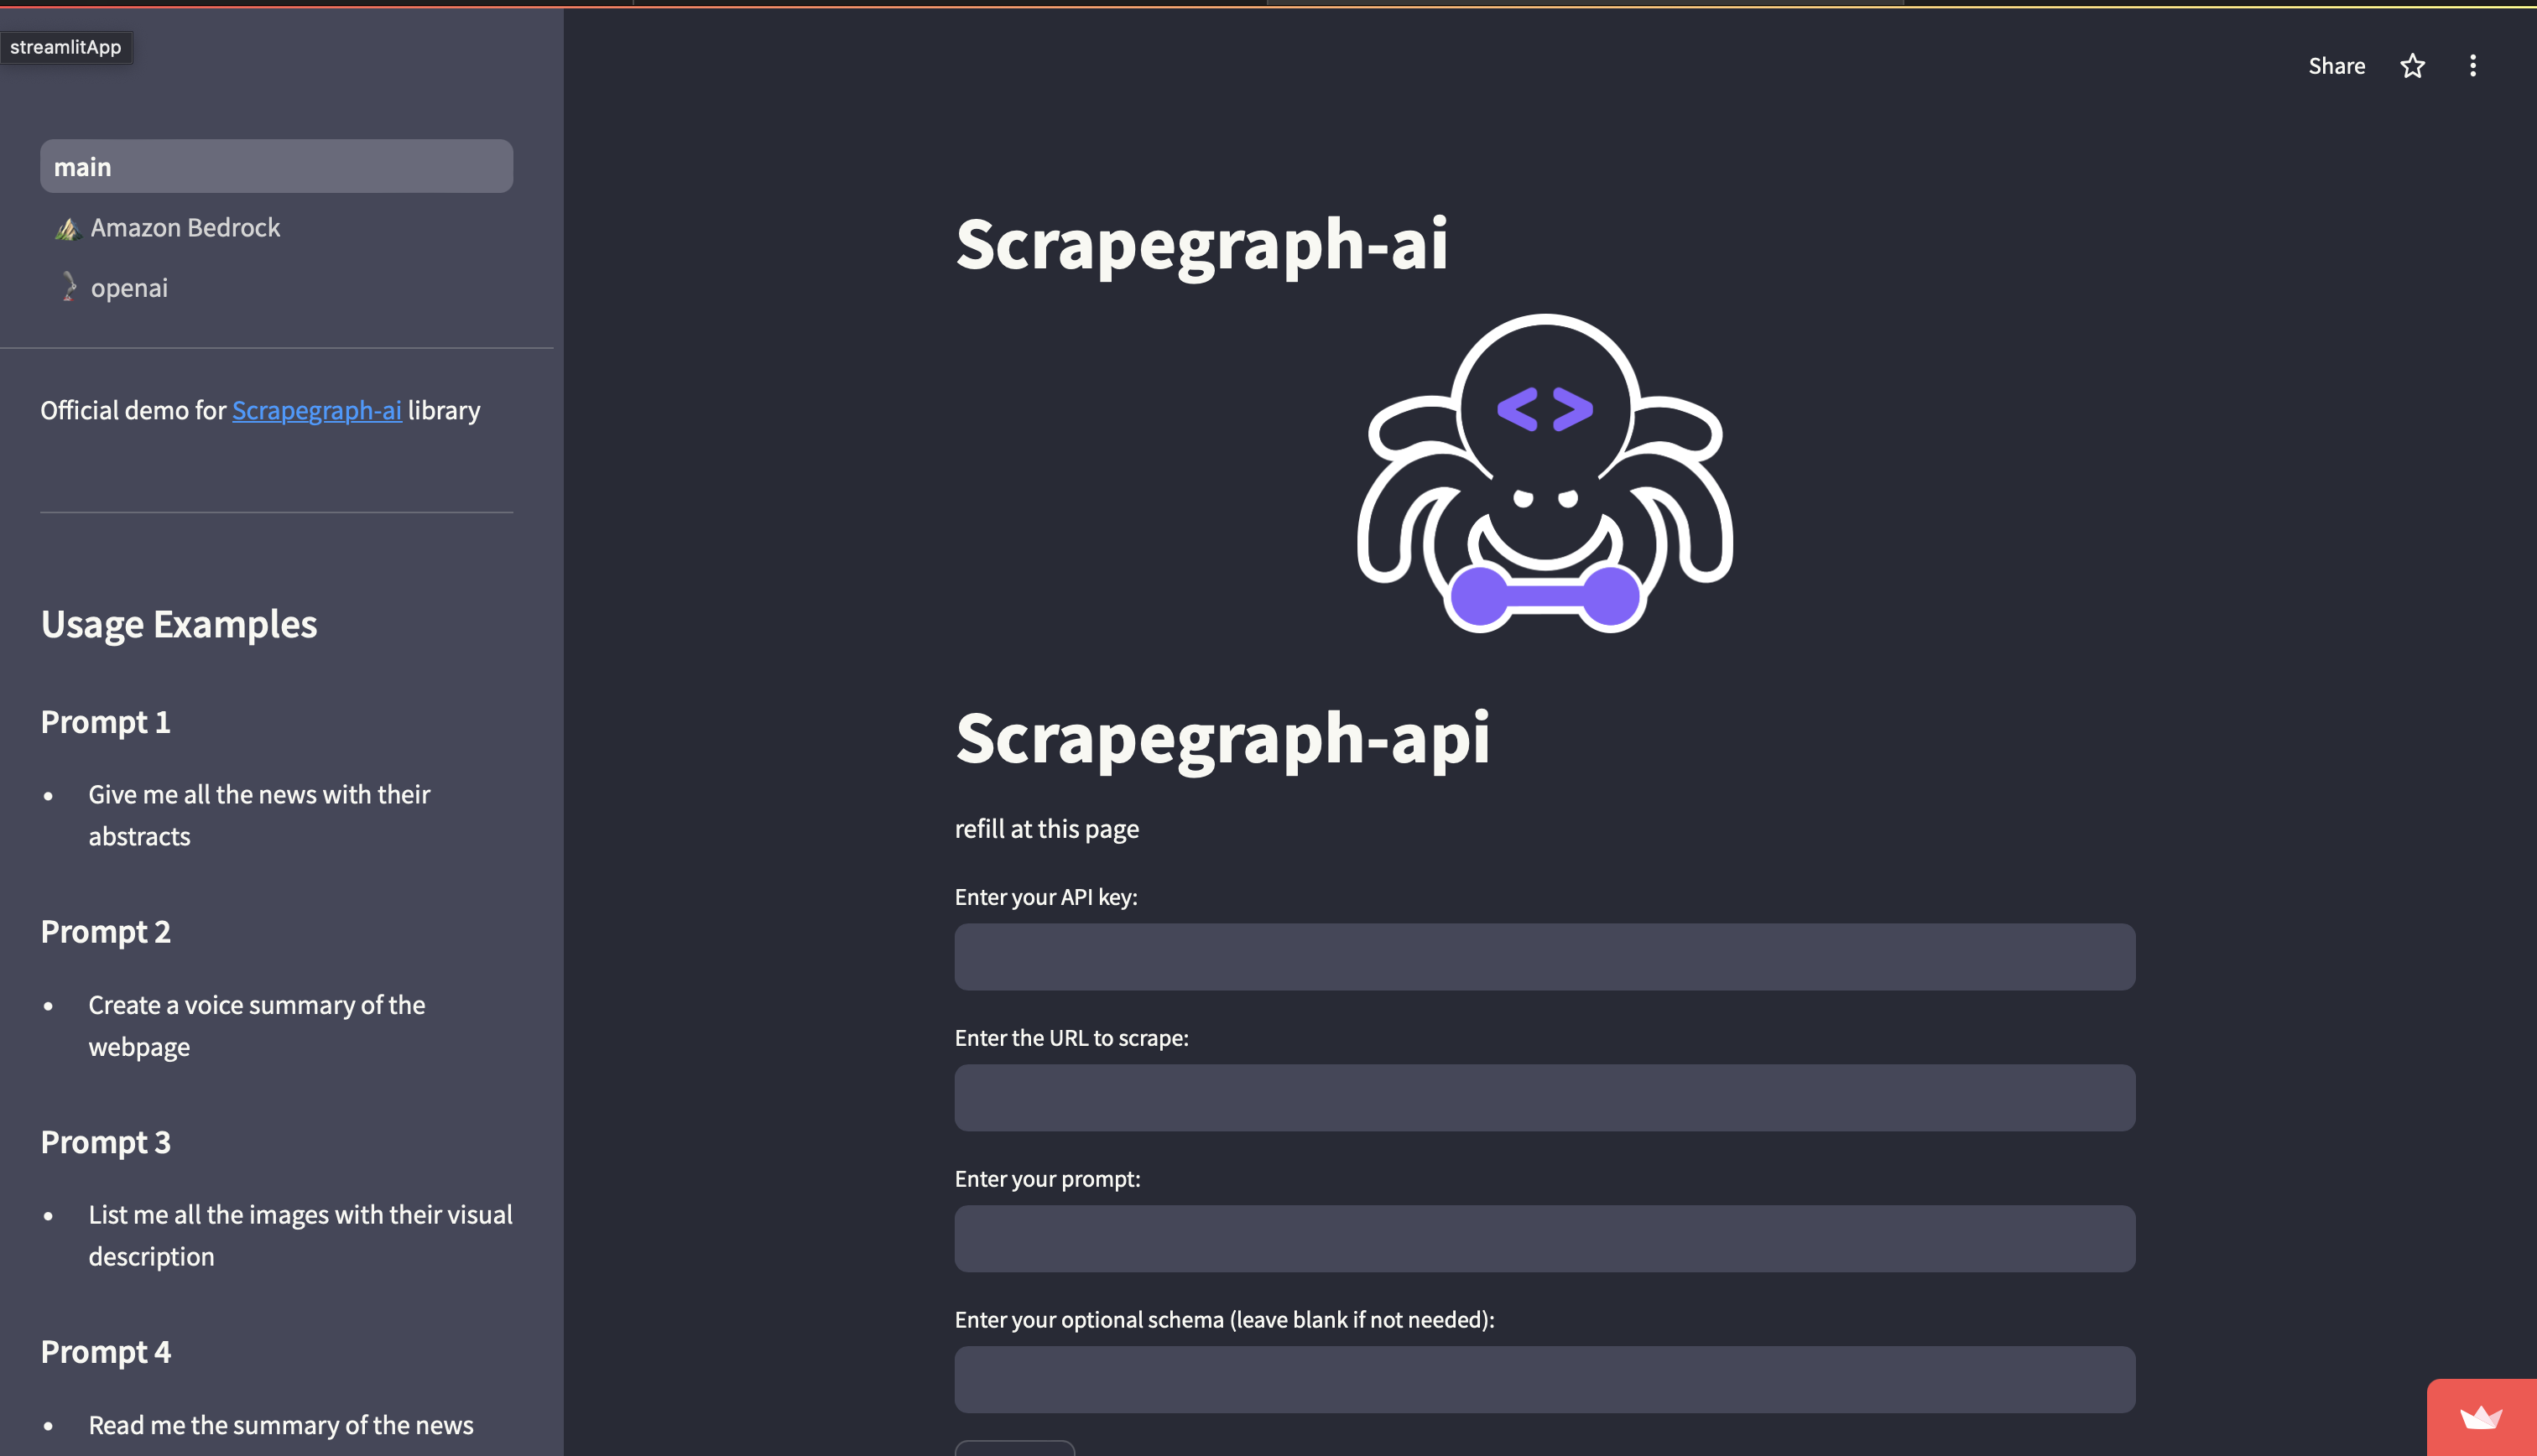 streamlitApp
Share
main
Amazon Bedrock
openai
Official demo for Scrapegraph-ai library
Usage Examples
Prompt 1
Give me all the news with their
abstracts
Prompt 2
Create a voice summary of the
webpage
Prompt 3
List me all the images with their visual
description
Prompt 4
Read me the summary of the news
Scrapegraph-ai
<>
Scrapegraph-api
refill at this page
Enter your API key:
Enter the URL to scrape:
Enter your prompt:
Enter your optional schema (leave blank if not needed):